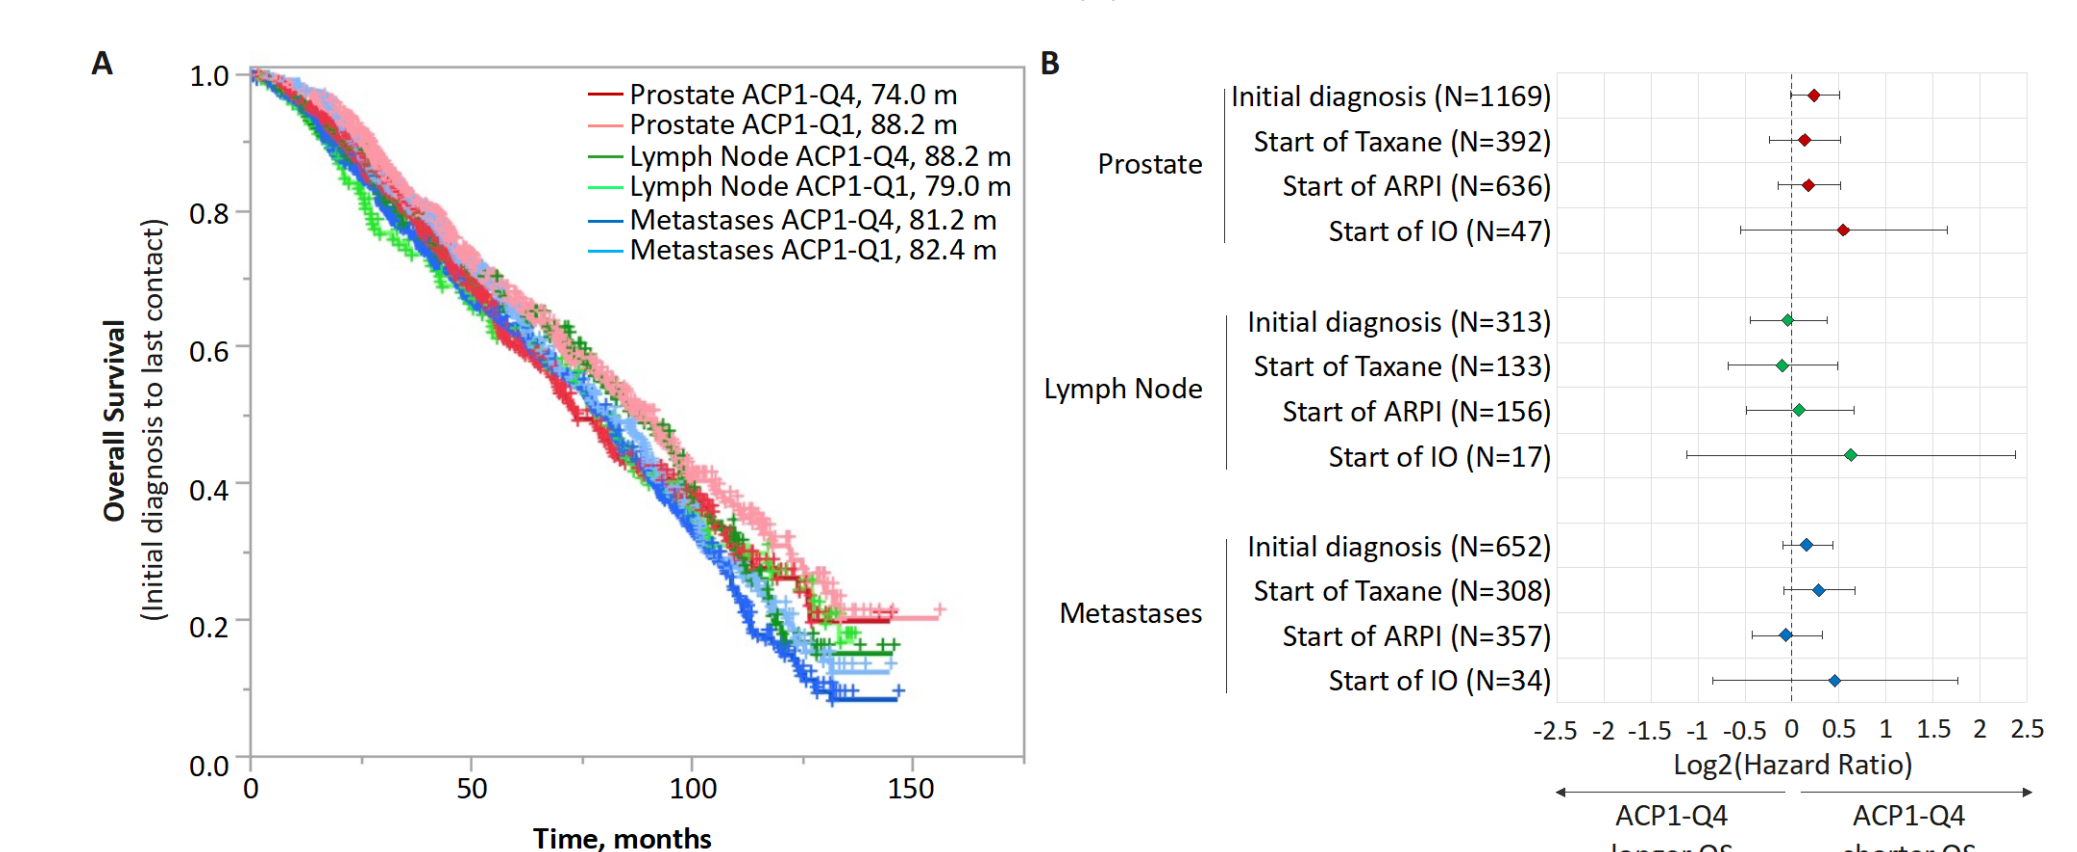 A
1.0
0.8
0.6
0.4
0.2
0.0
Overall Survival
(Initial diagnosis to last contact)
Prostate ACP1-Q4, 74.0 m
Prostate ACP1-Q1, 88.2 m
Lymph Node ACP1-Q4, 88.2 m
Lymph Node ACP1-Q1, 79.0 m
Metastases ACP1-Q4, 81.2 m
Metastases ACP1-Q1, 82.4 m
0 50 100 150
Time, months
B
Prostate
Initial diagnosis (N=1169)
Start of Taxane (N=392)
Start of ARPI (N=636)
Start of IO (N=47)
Lymph Node
Initial diagnosis (N=313)
Start of Taxane (N=133)
Start of ARPI (N=156)
Start of IO (N=17)
Metastases
Initial diagnosis (N=652)
Start of Taxane (N=308)
Start of ARPI (N=357)
Start of IO (N=34)
-2.5 -2 -1.5 -1 -0.5 0 0.5 1 1.5 2 2.5
Log2(Hazard Ratio)
ACP1-Q4 ACP1-Q4
longer OS shorter OS